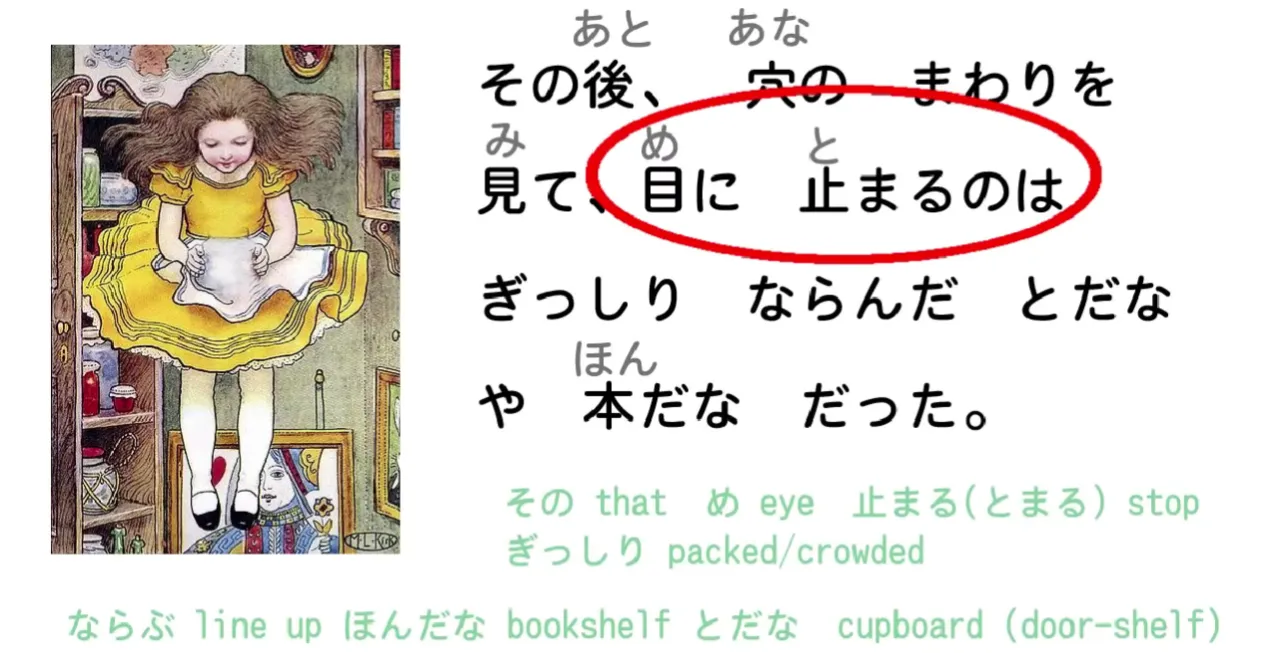 あと あな
その後、 穴の まわりを
み め と
見て、 目に 止まるのは
ぎっしり ならんだ とだな
ほん
や 本だな だった。
その that め eye 止まる(とまる) stop
ぎっしり packed/crowded
ならぶ line up ほんだな bookshelf とだな cupboard (door-shelf)